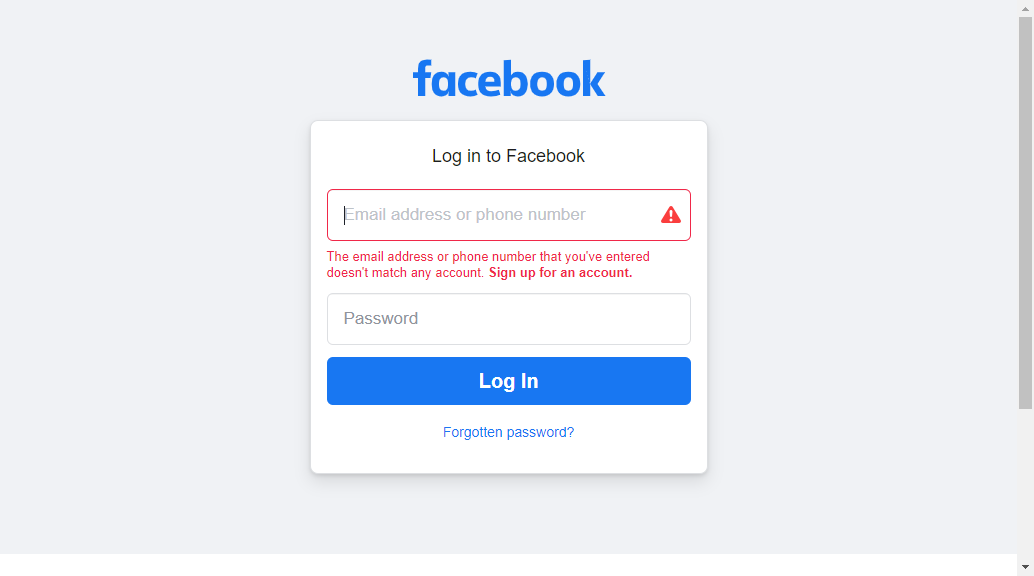 facebook
Log in to Facebook
Email address or phone number
The email address or phone number that you've entered
doesn't match any account. Sign up for an account.
Password
Log In
Forgotten password?